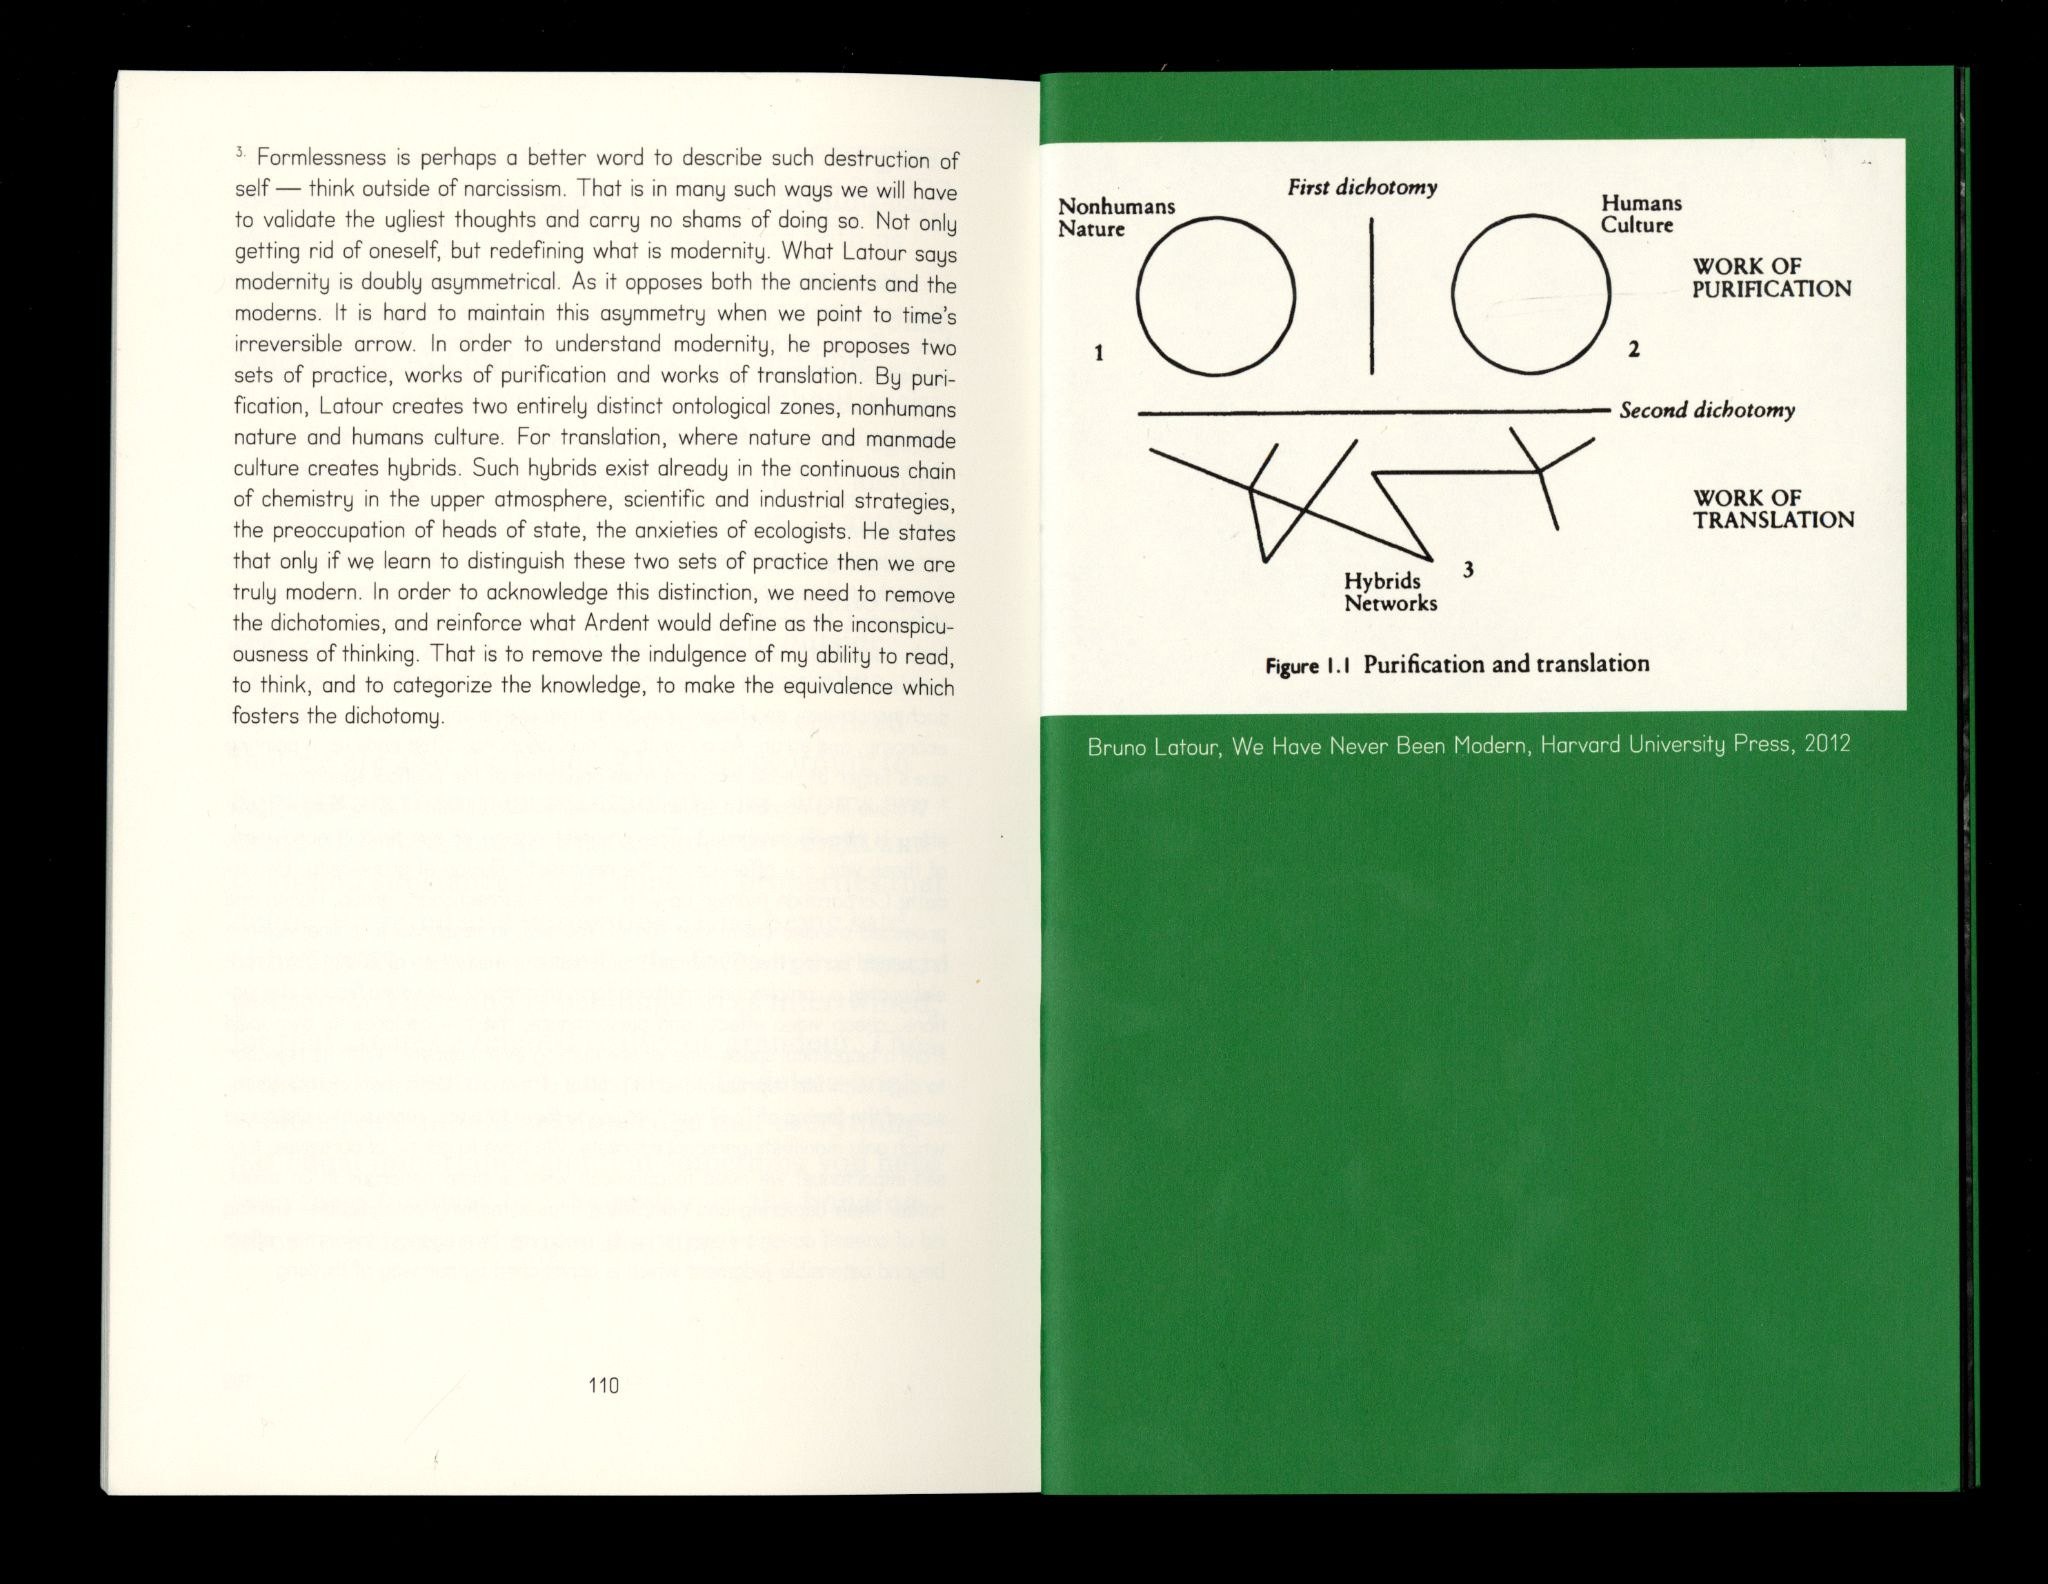 3. Formlessness is perhaps a better word to describe such destruction of
self — think outside of narcissism. That is in many such ways we will have
to validate the ugliest thoughts and carry no shams of doing so. Not only
getting rid of oneself, but redefining what is modernity. What Latour says
modernity is doubly asymmetrical. As it opposes both the ancients and the
moderns. It is hard to maintain this asymmetry when we point to time's
irreversible arrow. In order to understand modernity, he proposes two
sets of practice, works of purification and works of translation. By puri-
fication, Latour creates two entirely distinct ontological zones, nonhumans
nature and humans culture. For translation, where nature and manmade
culture creates hybrids. Such hybrids exist already in the continuous chain
of chemistry in the upper atmosphere, scientific and industrial strategies,
the preoccupation of heads of state, the anxieties of ecologists. He states
that only if we learn to distinguish these two sets of practice then we are
truly modern. In order to acknowledge this distinction, we need to remove
the dichotomies, and reinforce what Ardent would define as the inconspicu-
ousness of thinking. That is to remove the indulgence of my ability to read,
to think, and to categorize the knowledge, to make the equivalence which
fosters the dichotomy.
110
First dichotomy
Nonhumans
Nature
Humans
Culture
WORK OF
PURIFICATION
1
2
Second dichotomy
WORK OF
TRANSLATION
3
Hybrids
Networks
Figure 1.1 Purification and translation
Bruno Latour, We Have Never Been Modern, Harvard University Press, 2012